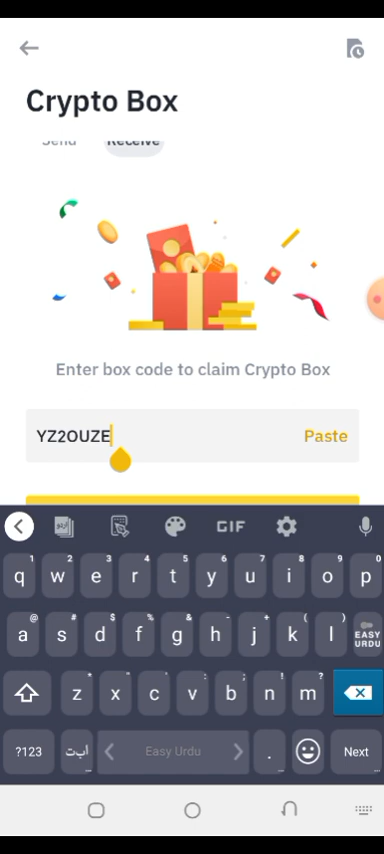 Crypto Box
Send Receive
Enter box code to claim Crypto Box
YZ2OUZE Paste
GIF
1 2 3 4 5 6 7 8 9 0
q w e r t y u i o p
@ # $ % & - + ( )
a s d f g h j k l EASY URDU
* " ' : ; ! ?
z x c v b n m
?123 ا ب ت Easy Urdu . Next